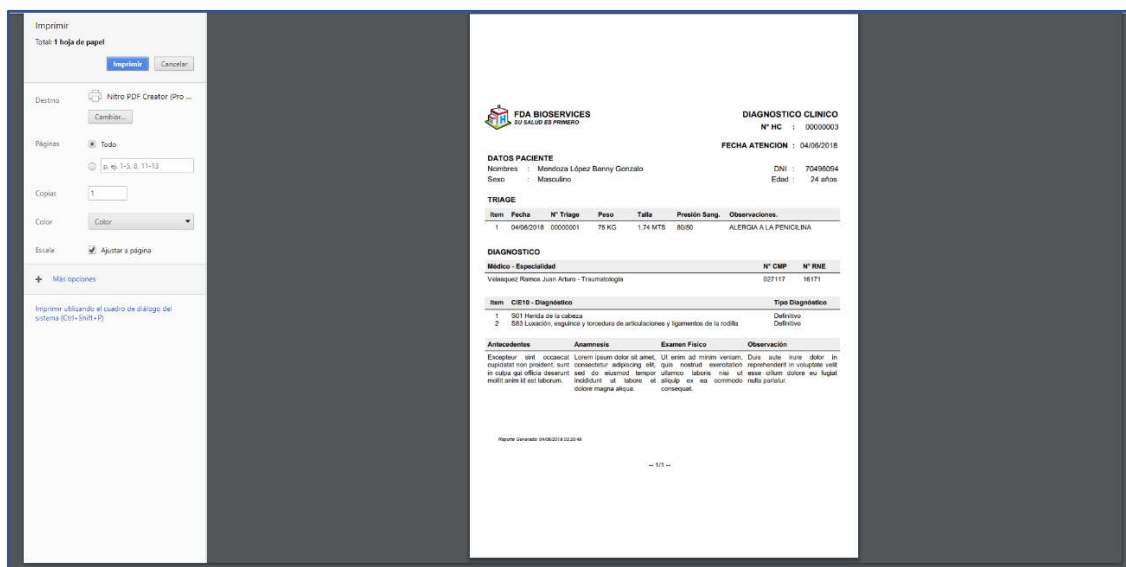 Imprimir
Total: 1 hoja de papel
Imprimir Cancelar
Destino Nitro PDF Creator (Pro ...
Cambiar...
Páginas Todo
p. ej. 1-5, 8, 11-13
Copias 1
Color Color
Escala Ajustar a página
+ Más opciones
Imprimir utilizando el cuadro de diálogo del
sistema (Ctrl+Shift+P)
FDA BIOSERVICES
SU SALUD ES PRIMERO
DIAGNOSTICO CLINICO
N° HC : 00000003
FECHA ATENCION : 04/06/2018
DATOS PACIENTE
Nombres : Mendoza López Banny Gonzalo DNI : 70496094
Sexo : Masculino Edad : 24 años
TRIAGE
Item Fecha N° Triage Peso Talla Presión Sang. Observaciones.
1 04/06/2018 00000001 78 KG 1.74 MTS 80/80 ALERGIA A LA PENICILINA
DIAGNOSTICO
Médico - Especialidad N° CMP N° RNE
Velasquez Ramos Juan Arturo - Traumatología 027117 16171
Item CIE10 - Diagnóstico Tipo Diagnóstico
1 S01 Herida de la cabeza Definitivo
2 S83 Luxación, esguince y torcedura de articulaciones y ligamentos de la rodilla Definitivo
Antecedentes Anamnesis Examen Físico Observación
Excepteur sint occaecat Lorem ipsum dolor sit amet, Ut enim ad minim veniam, Duis aute irure dolor in
cupidatat non proident, sunt consectetur adipiscing elit, quis nostrud exercitation reprehenderit in voluptate velit
in culpa qui officia deserunt sed do eiusmod tempor ullamco laboris nisi ut esse cillum dolore eu fugiat
mollit anim id est laborum. incididunt ut labore et aliquip ex ea commodo nulla pariatur.
dolore magna aliqua. consequat.
Reporte Generado: 04/06/2018 03:20:48
-- 1/1 --